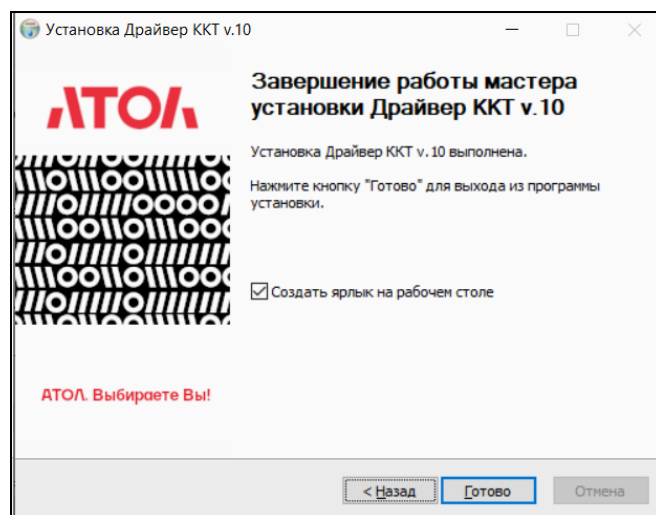 Установка Драйвер ККТ v.10
АТОЛ
Завершение работы мастера
установки Драйвер ККТ v.10
Установка Драйвер ККТ v.10 выполнена.
Нажмите кнопку "Готово" для выхода из программы
установки.
Создать ярлык на рабочем столе
АТОЛ. Выбираете Вы!
< Назад
Готово
Отмена